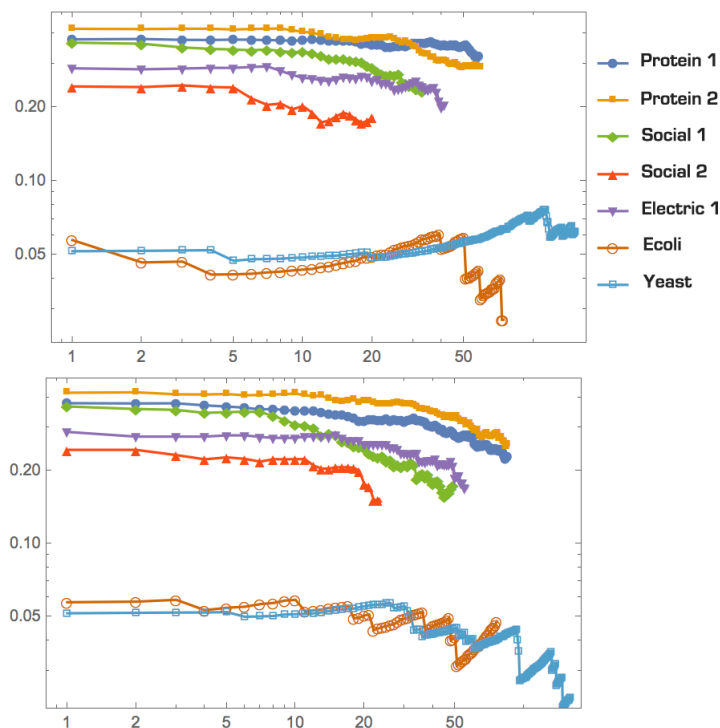 0.20
0.10
0.05
1 2 5 10 20 50
Protein 1
Protein 2
Social 1
Social 2
Electric 1
Ecoli
Yeast
0.20
0.10
0.05
1 2 5 10 20 50